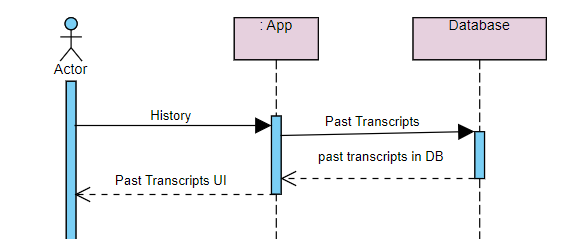 : App
Database
Actor
History
Past Transcripts
past transcripts in DB
Past Transcripts UI